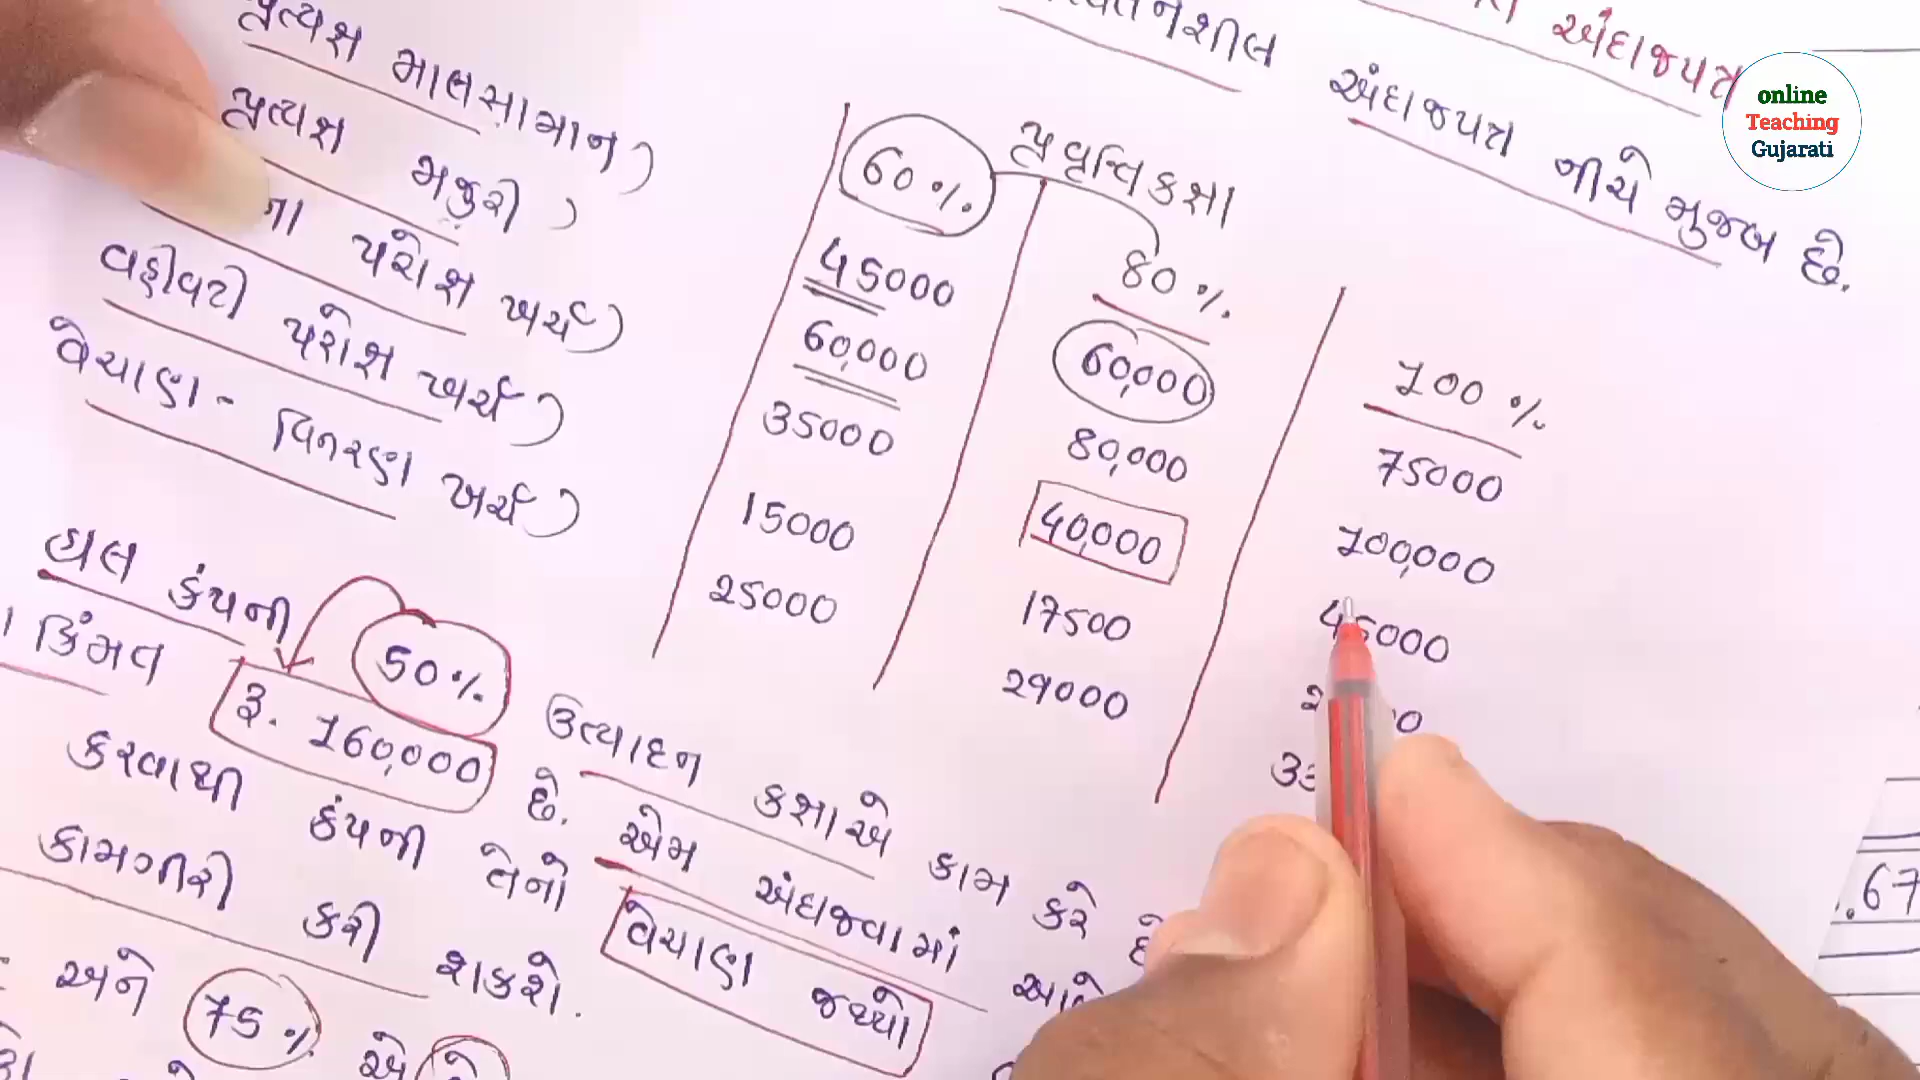 અંદાજપત્ર
અંદાજપત્ર નીચે મુજબ છે.
online
Teaching
Gujarati
પ્રવૃત્તિ કક્ષા
60 %. 80 %. 100 %.
પ્રત્યક્ષ માલસામાન) 45000 60,000 75000
પ્રત્યક્ષ મજુરી) 60,000 80,000 100,000
પરોક્ષ ખર્ચ) 35000 40,000 45000
વહીવટી પરોક્ષ ખર્ચ) 15000 17500
વેચાણ - વિતરણ ખર્ચ) 25000 29000
હાલ કંપની 50 %. ઉત્પાદન કક્ષાએ કામ કરે
કિંમત રૂ. 160,000 છે. એમ અંદાજવામાં
કરવાથી કંપની તેનો વેચાણ જથ્થો
કામગીરી કરી શકશે.
અને 75 %.
.67